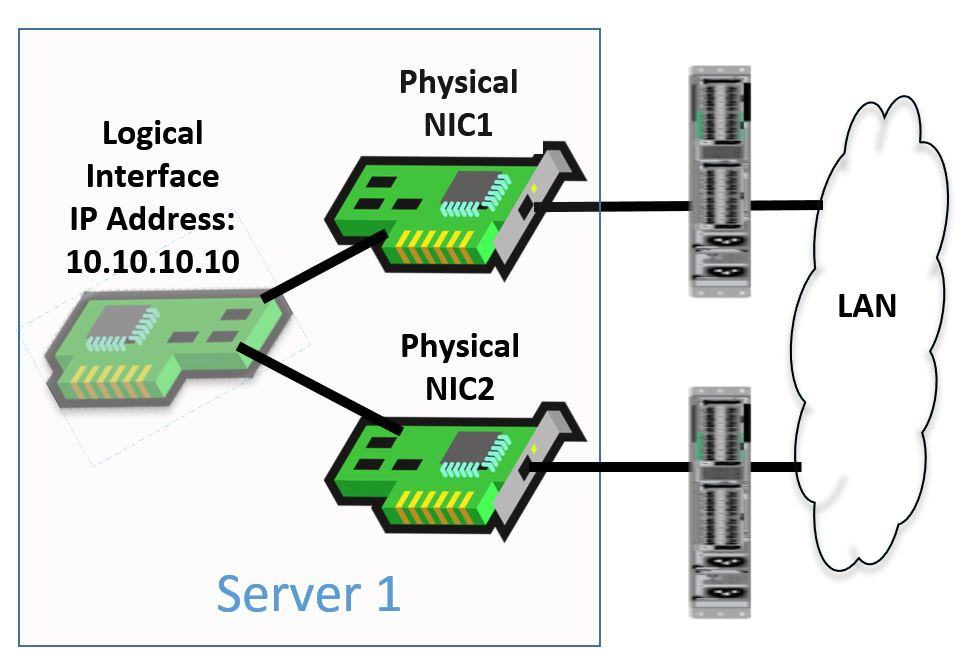 Logical
Interface
IP Address:
10.10.10.10
Physical
NIC1
Physical
NIC2
LAN
Server 1